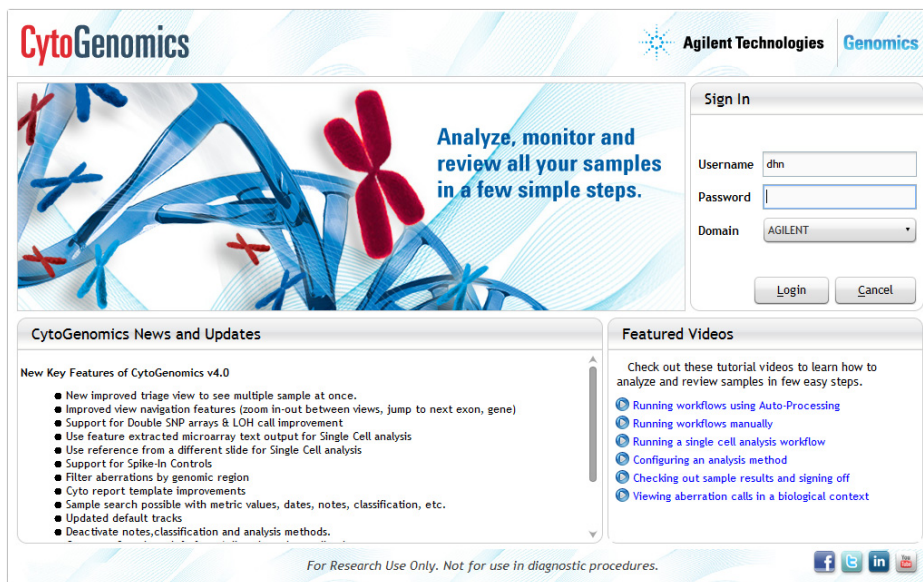 CytoGenomics
Agilent Technologies
Genomics
Analyze, monitor and
review all your samples
in a few simple steps.
Sign In
Username
dhn
Password
Domain
AGILENT
Login
Cancel
CytoGenomics News and Updates
New Key Features of CytoGenomics v4.0
New improved triage view to see multiple sample at once.
Improved view navigation features (zoom in-out between views, jump to next exon, gene)
Support for Double SNP arrays & LOH call improvement
Use feature extracted microarray text output for Single Cell analysis
Use reference from a different slide for Single Cell analysis
Support for Spike-In Controls
Filter aberrations by genomic region
Cyto report template improvements
Sample search possible with metric values, dates, notes, classification, etc.
Updated default tracks
Deactivate notes,classification and analysis methods.
Featured Videos
Check out these tutorial videos to learn how to
analyze and review samples in few easy steps.
Running workflows using Auto-Processing
Running workflows manually
Running a single cell analysis workflow
Configuring an analysis method
Checking out sample results and signing off
Viewing aberration calls in a biological context
For Research Use Only. Not for use in diagnostic procedures.